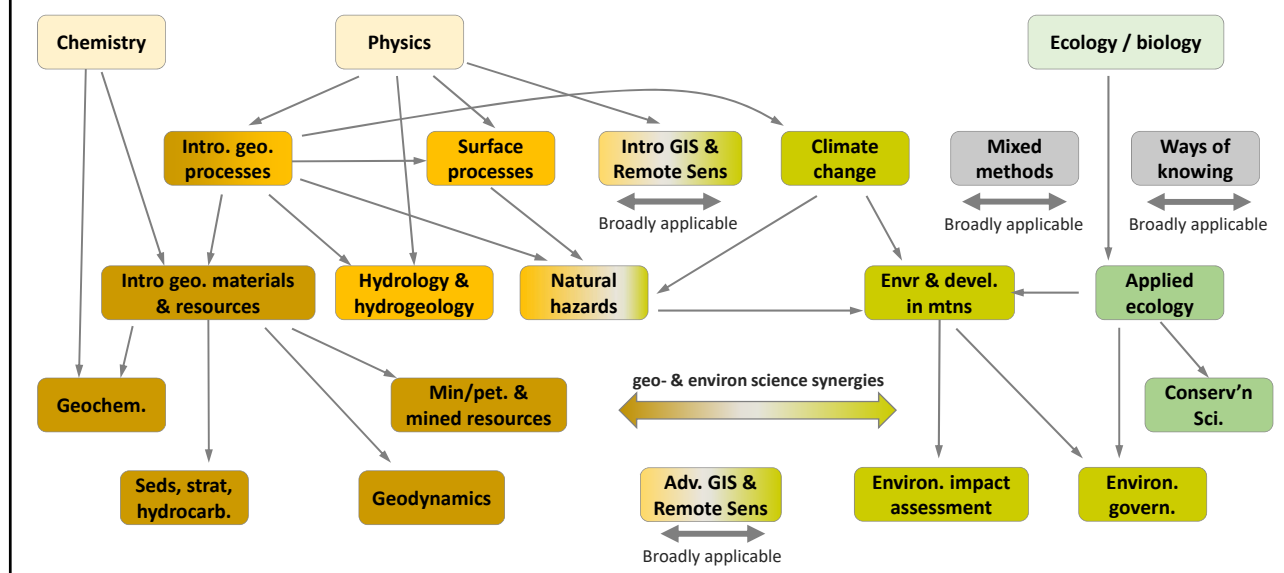 Chemistry
Physics
Ecology / biology
Intro. geo.
processes
Surface
processes
Intro GIS &
Remote Sens
Broadly applicable
Climate
change
Mixed
methods
Broadly applicable
Ways of
knowing
Broadly applicable
Intro geo. materials
& resources
Hydrology &
hydrogeology
Natural
hazards
Envr & devel.
in mtns
Applied
ecology
Geochem.
Min/pet. &
mined resources
geo- & environ science synergies
Conserv'n
Sci.
Seds, strat,
hydrocarb.
Geodynamics
Adv. GIS &
Remote Sens
Broadly applicable
Environ. impact
assessment
Environ.
govern.